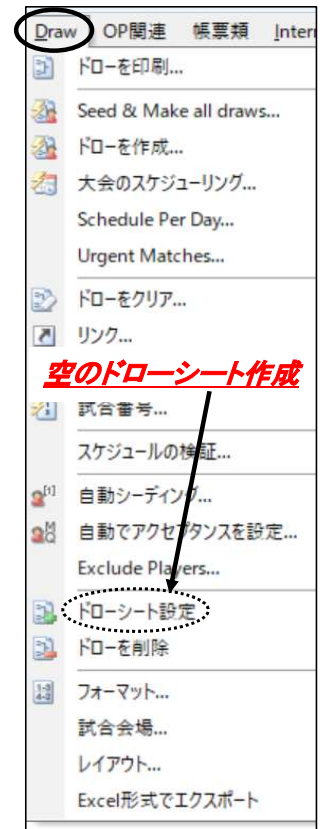 Draw OP関連 帳票類 Inter
ドローを印刷...
Seed & Make all draws...
ドローを作成...
大会のスケジューリング...
Schedule Per Day...
Urgent Matches...
ドローをクリア...
リンク...
空のドローシート作成
試合番号...
スケジュールの検証...
自動シーディング...
自動でアクセプタンスを設定...
Exclude Players...
ドローシート設定
ドローを削除
フォーマット...
試合会場...
レイアウト...
Excel形式でエクスポート